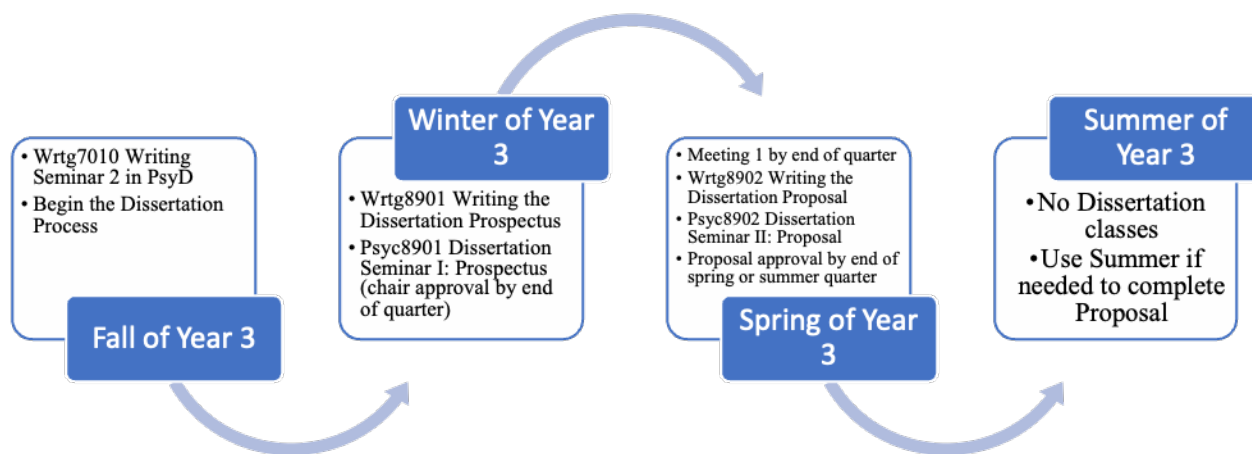 • Wrtg7010 Writing
Seminar 2 in PsyD
• Begin the Dissertation
Process
Fall of Year 3
Winter of Year
3
• Wrtg8901 Writing the
Dissertation Prospectus
• Psyc8901 Dissertation
Seminar I: Prospectus
(chair approval by end
of quarter)
• Meeting 1 by end of quarter
• Wrtg8902 Writing the
Dissertation Proposal
• Psyc8902 Dissertation
Seminar II: Proposal
• Proposal approval by end of
spring or summer quarter
Spring of Year
3
Summer of
Year 3
•No Dissertation
classes
•Use Summer if
needed to complete
Proposal